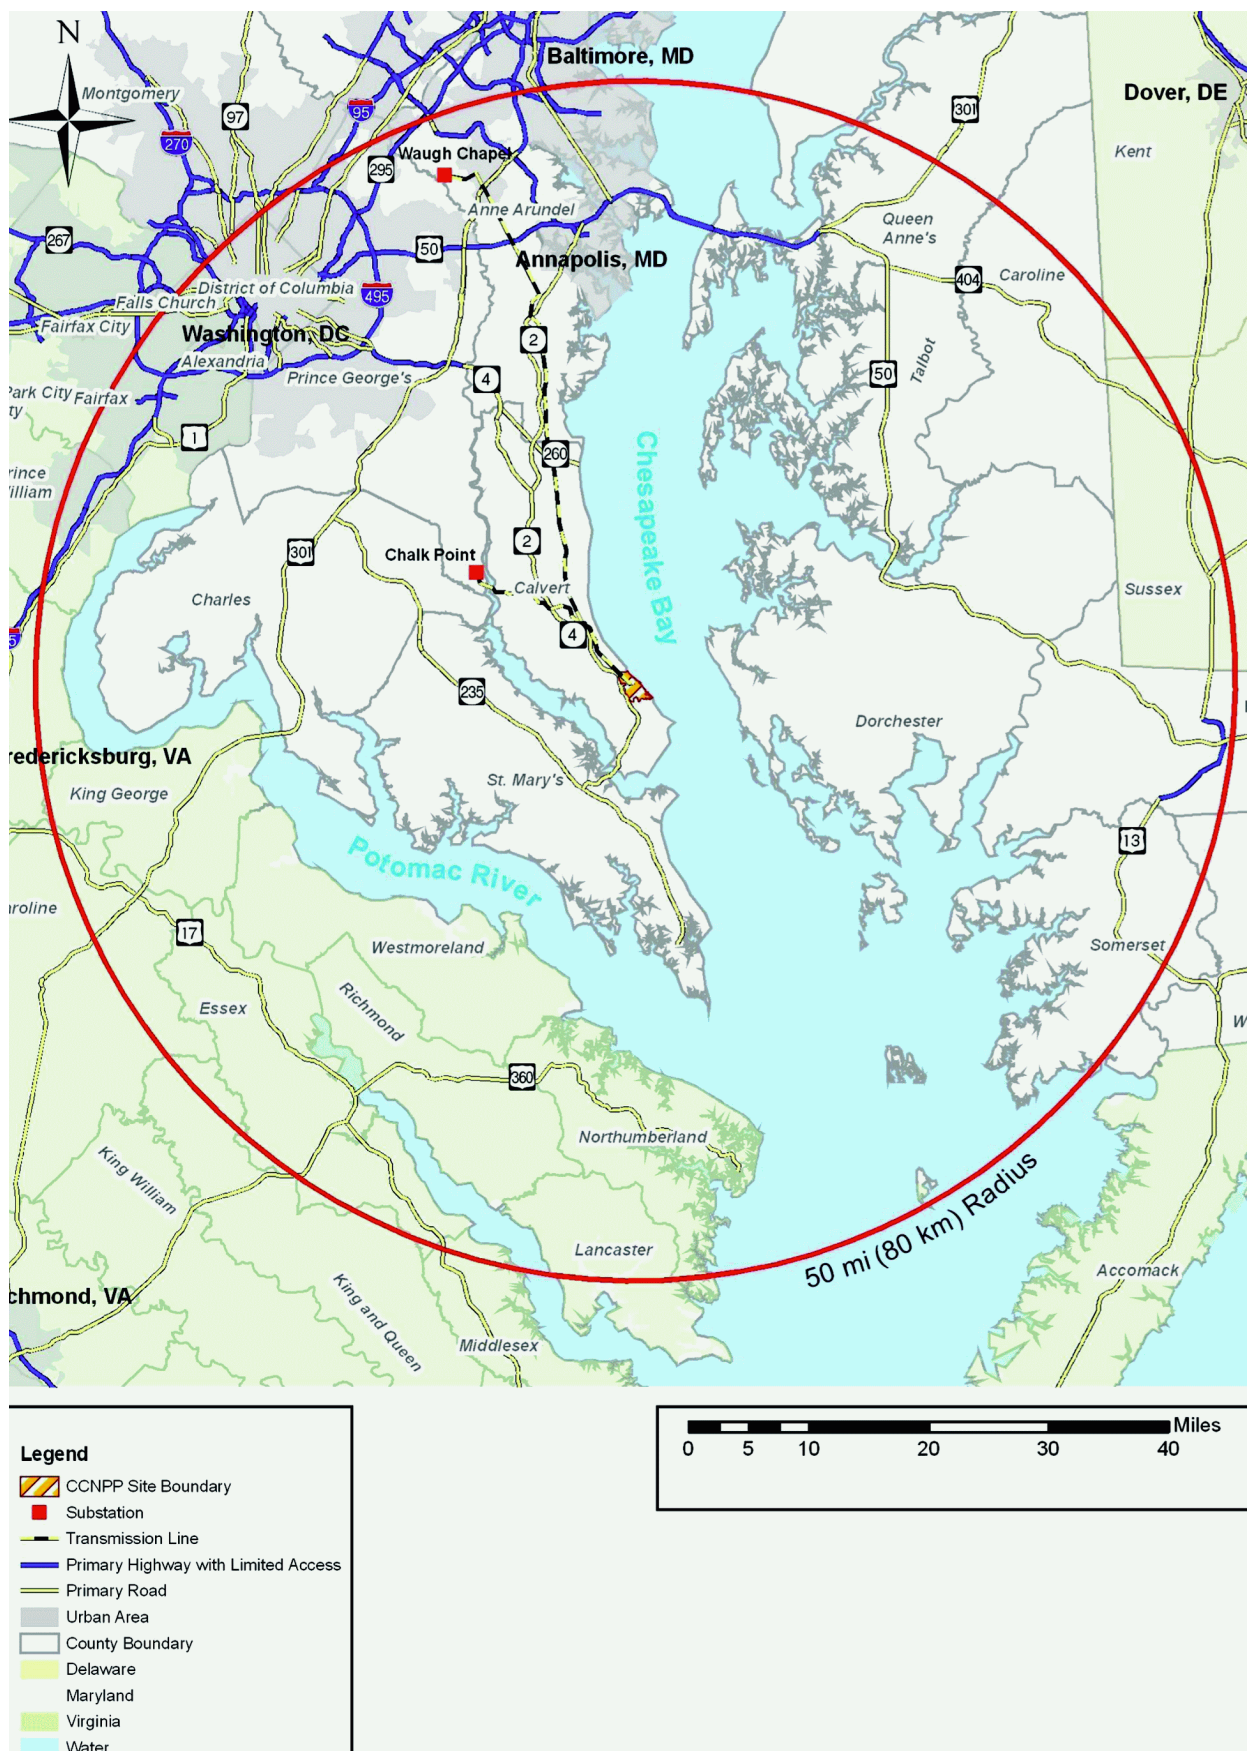 N
Baltimore, MD
Montgomery
97
95
301
Dover, DE
270
Kent
Waugh Chapel
295
Anne Arundel
Queen
Anne's
267
50
Annapolis, MD
Caroline
404
District of Columbia
495
Falls Church
Fairfax City
Washington, DC
2
Alexandria
Talbot
50
4
Prince George's
Park City
Fairfax
ty
1
Chesapeake Bay
260
rince
illiam
2
301
Chalk Point
Calvert
Charles
Sussex
5
4
235
Dorchester
redericksburg, VA
St. Mary's
King George
13
Potomac River
aroline
17
Westmoreland
Somerset
Essex
Richmond
W
360
Northumberland
King William
50 mi (80 km) Radius
Lancaster
Accomack
chmond, VA
King and Queen
Middlesex
Miles
0 5 10 20 30 40
Legend
CCNPP Site Boundary
Substation
Transmission Line
Primary Highway with Limited Access
Primary Road
Urban Area
County Boundary
Delaware
Maryland
Virginia
Water